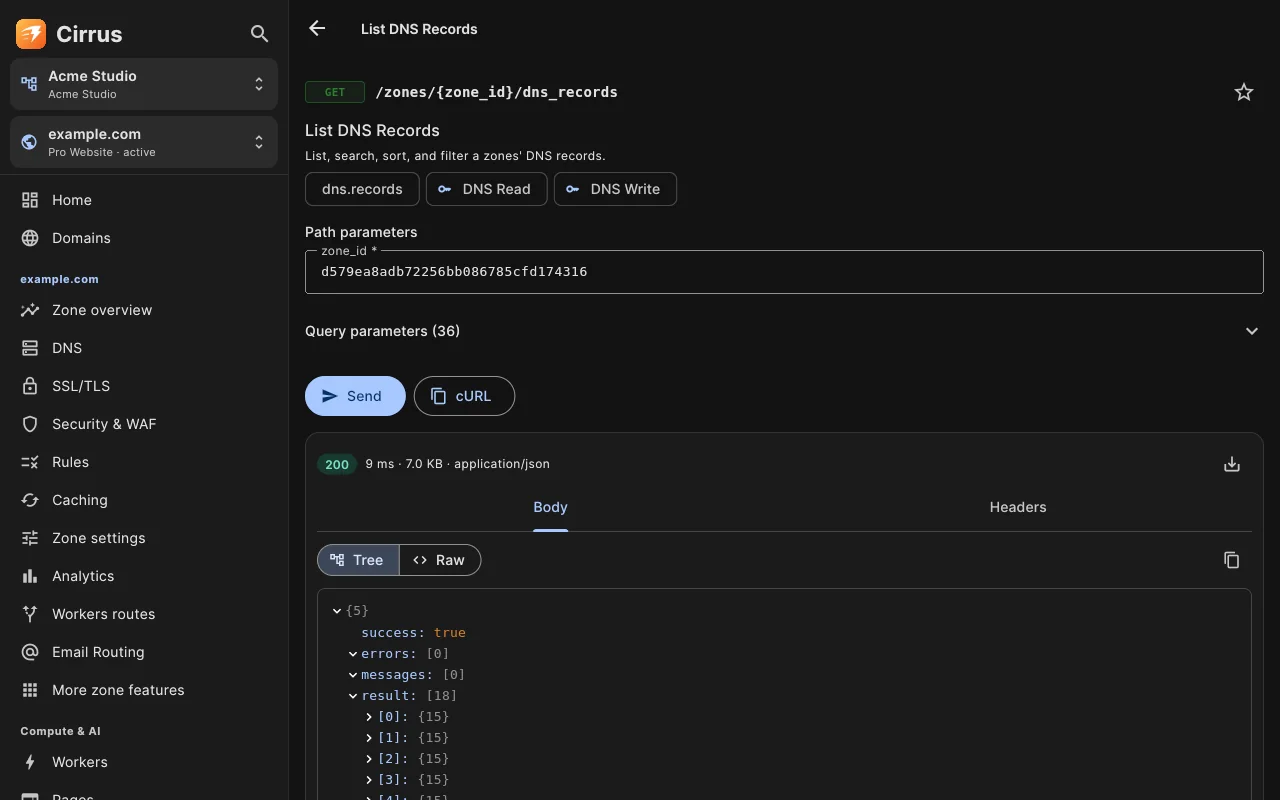 Cirrus
Acme Studio
Acme Studio
example.com
Pro Website · active
Home
Domains
example.com
Zone overview
DNS
SSL/TLS
Security & WAF
Rules
Caching
Zone settings
Analytics
Workers routes
Email Routing
More zone features
Compute & AI
Workers
Pages
List DNS Records
GET /zones/{zone_id}/dns_records
List DNS Records
List, search, sort, and filter a zones' DNS records.
dns.records DNS Read DNS Write
Path parameters
zone_id *
d579ea8adb72256bb086785cfd174316
Query parameters (36)
Send cURL
200 9 ms · 7.0 KB · application/json
Body Headers
Tree Raw
{5}
success: true
errors: [0]
messages: [0]
result: [18]
[0]: {15}
[1]: {15}
[2]: {15}
[3]: {15}
[4]: {15}